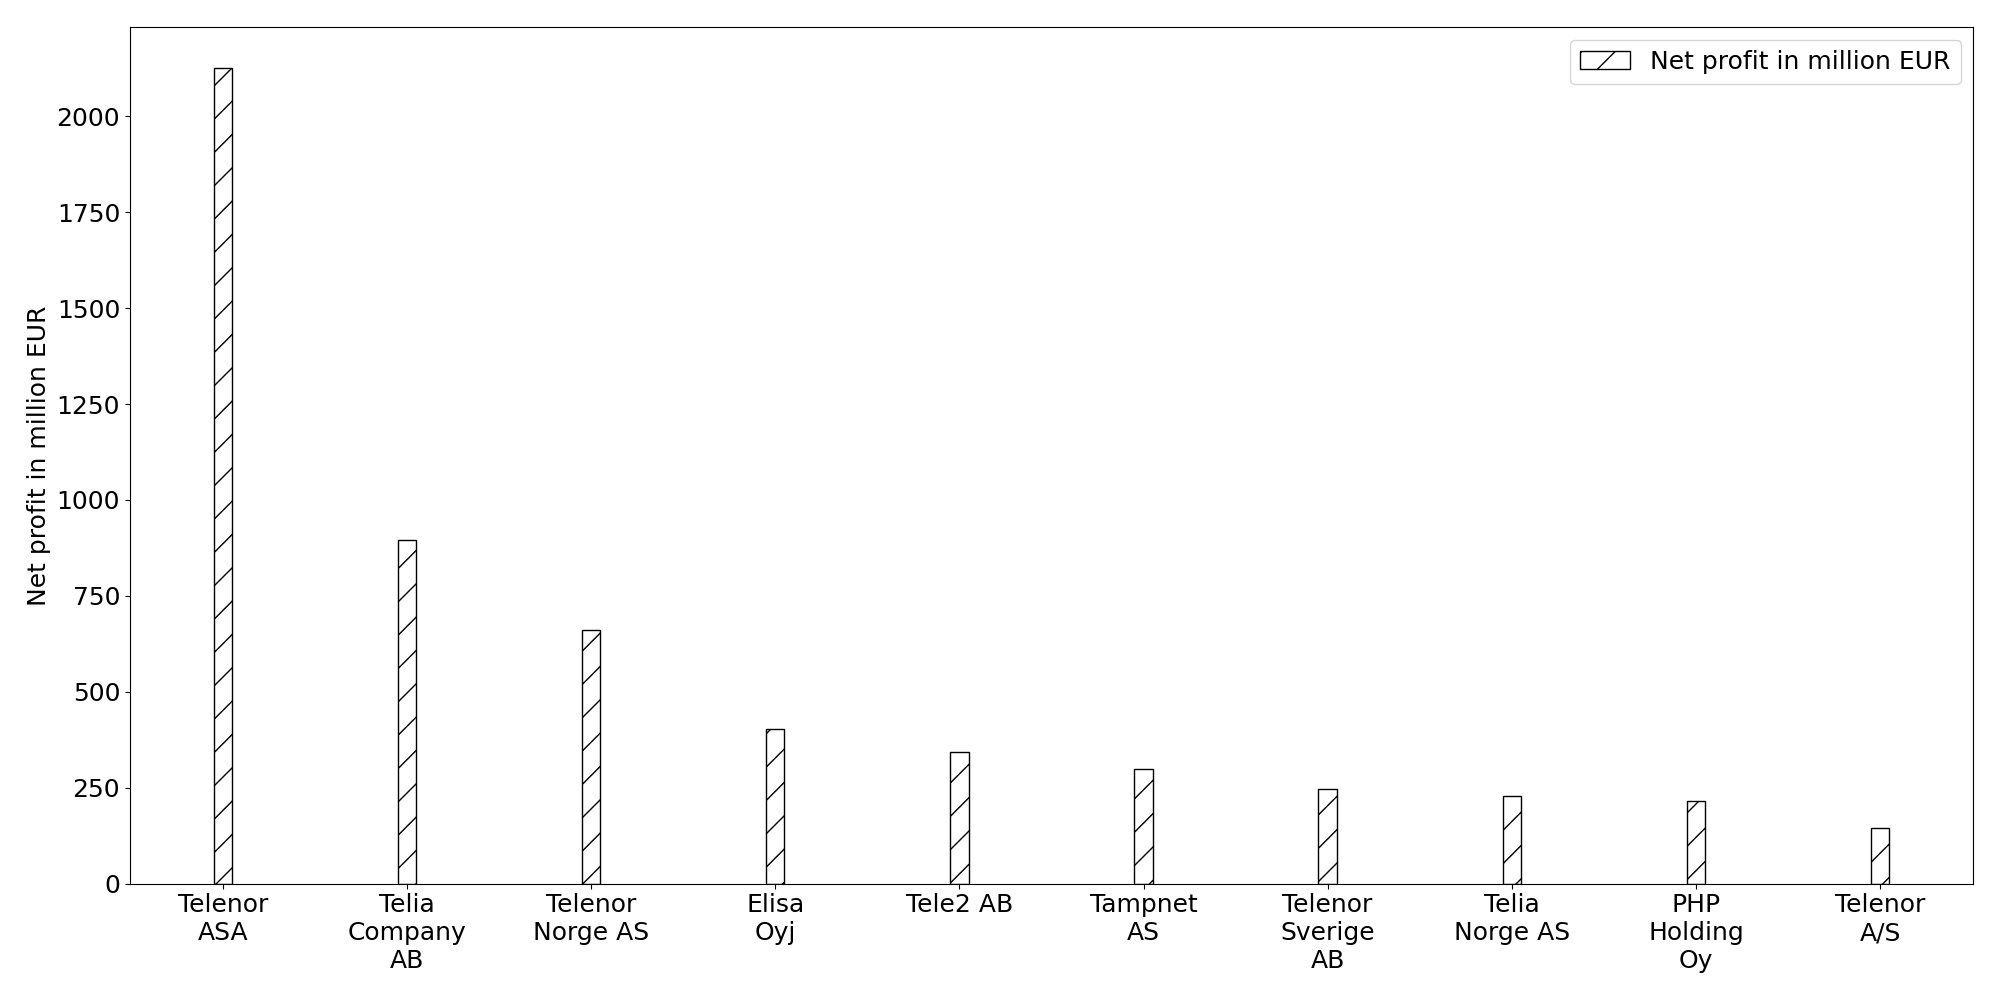 Net profit in million EUR
Net profit in million EUR
2000
1750
1500
1250
1000
750
500
250
0
Telenor
ASA
Telia
Company
AB
Telenor
Norge AS
Elisa
Oyj
Tele2 AB
Tampnet
AS
Telenor
Sverige
AB
Telia
Norge AS
PHP
Holding
Oy
Telenor
A/S